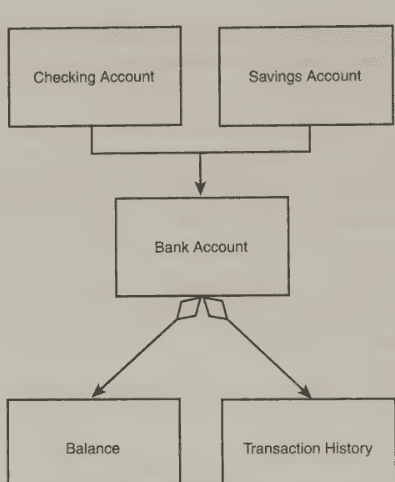 Checking Account
Savings Account
Bank Account
Balance
Transaction History